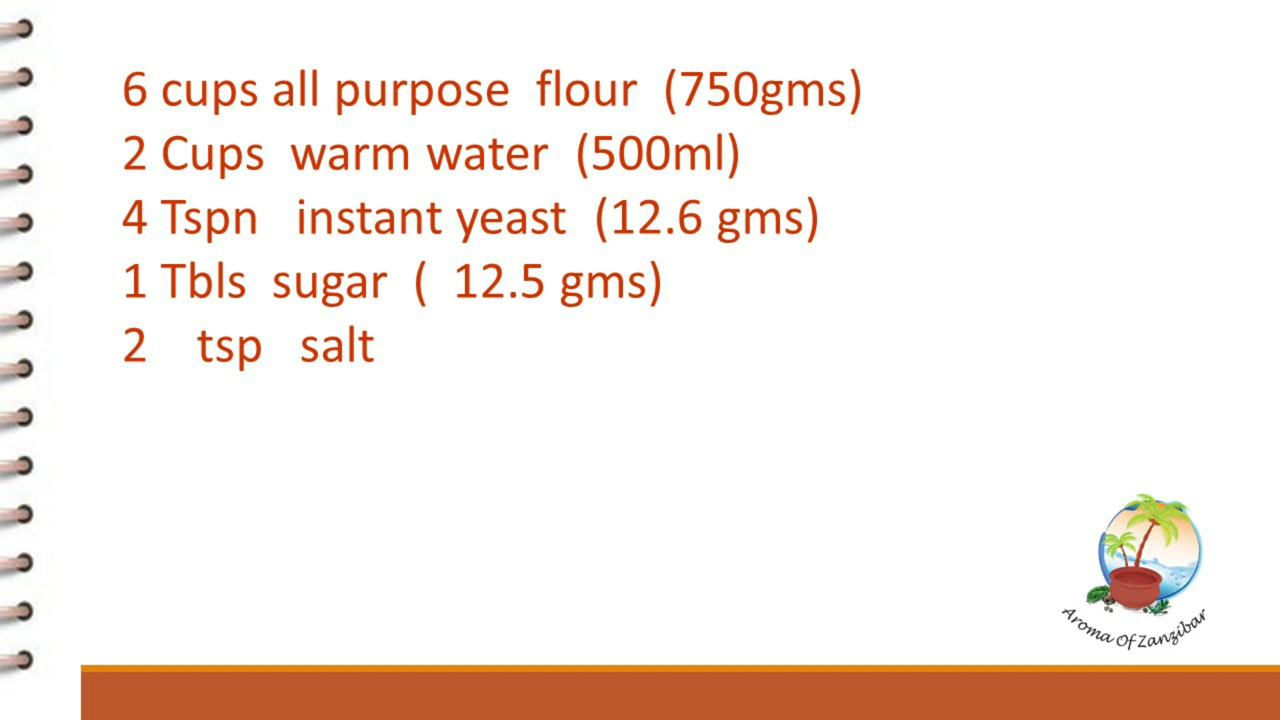 6 cups all purpose flour (750gms)
2 Cups warm water (500ml)
4 Tspn instant yeast (12.6 gms)
1 Tbls sugar ( 12.5 gms)
2 tsp salt
Aroma Of Zanzibar